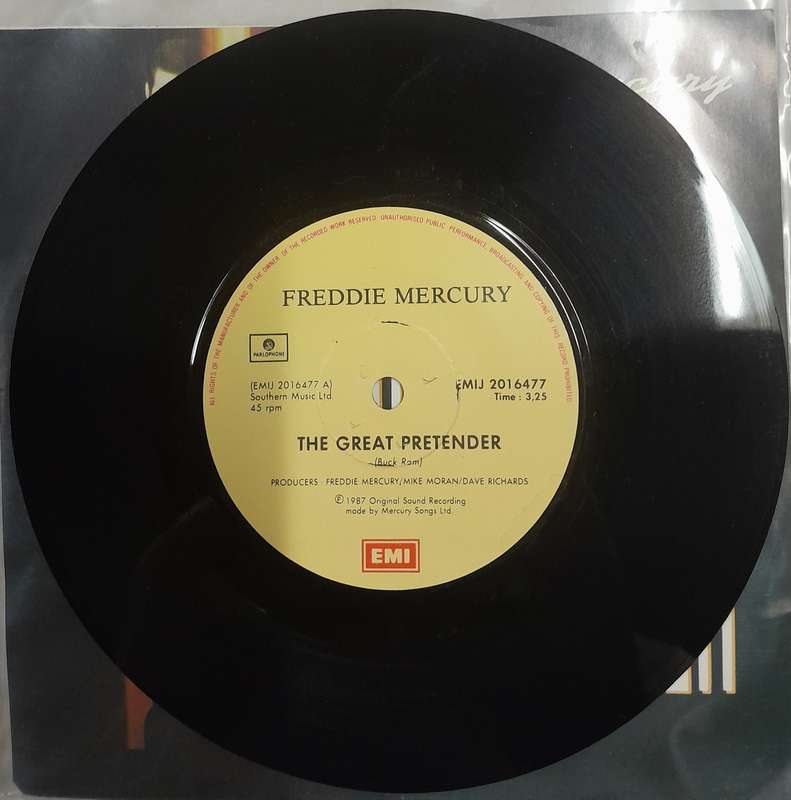 cury
ALL RIGHTS OF THE MANUFACTURER AND OF THE OWNER OF THE RECORDED WORK RESERVED. UNAUTHORISED PUBLIC PERFORMANCE, BROADCASTING AND COPYING OF THIS RECORD PROHIBITED.
FREDDIE MERCURY
PARLOPHONE
(EMIJ 2016477 A)
Southern Music Ltd.
45 rpm
EMIJ 2016477
Time : 3,25
THE GREAT PRETENDER
(Buck Ram)
PRODUCERS : FREDDIE MERCURY/MIKE MORAN/DAVE RICHARDS
Ⓟ 1987 Original Sound Recording
made by Mercury Songs Ltd.
EMI